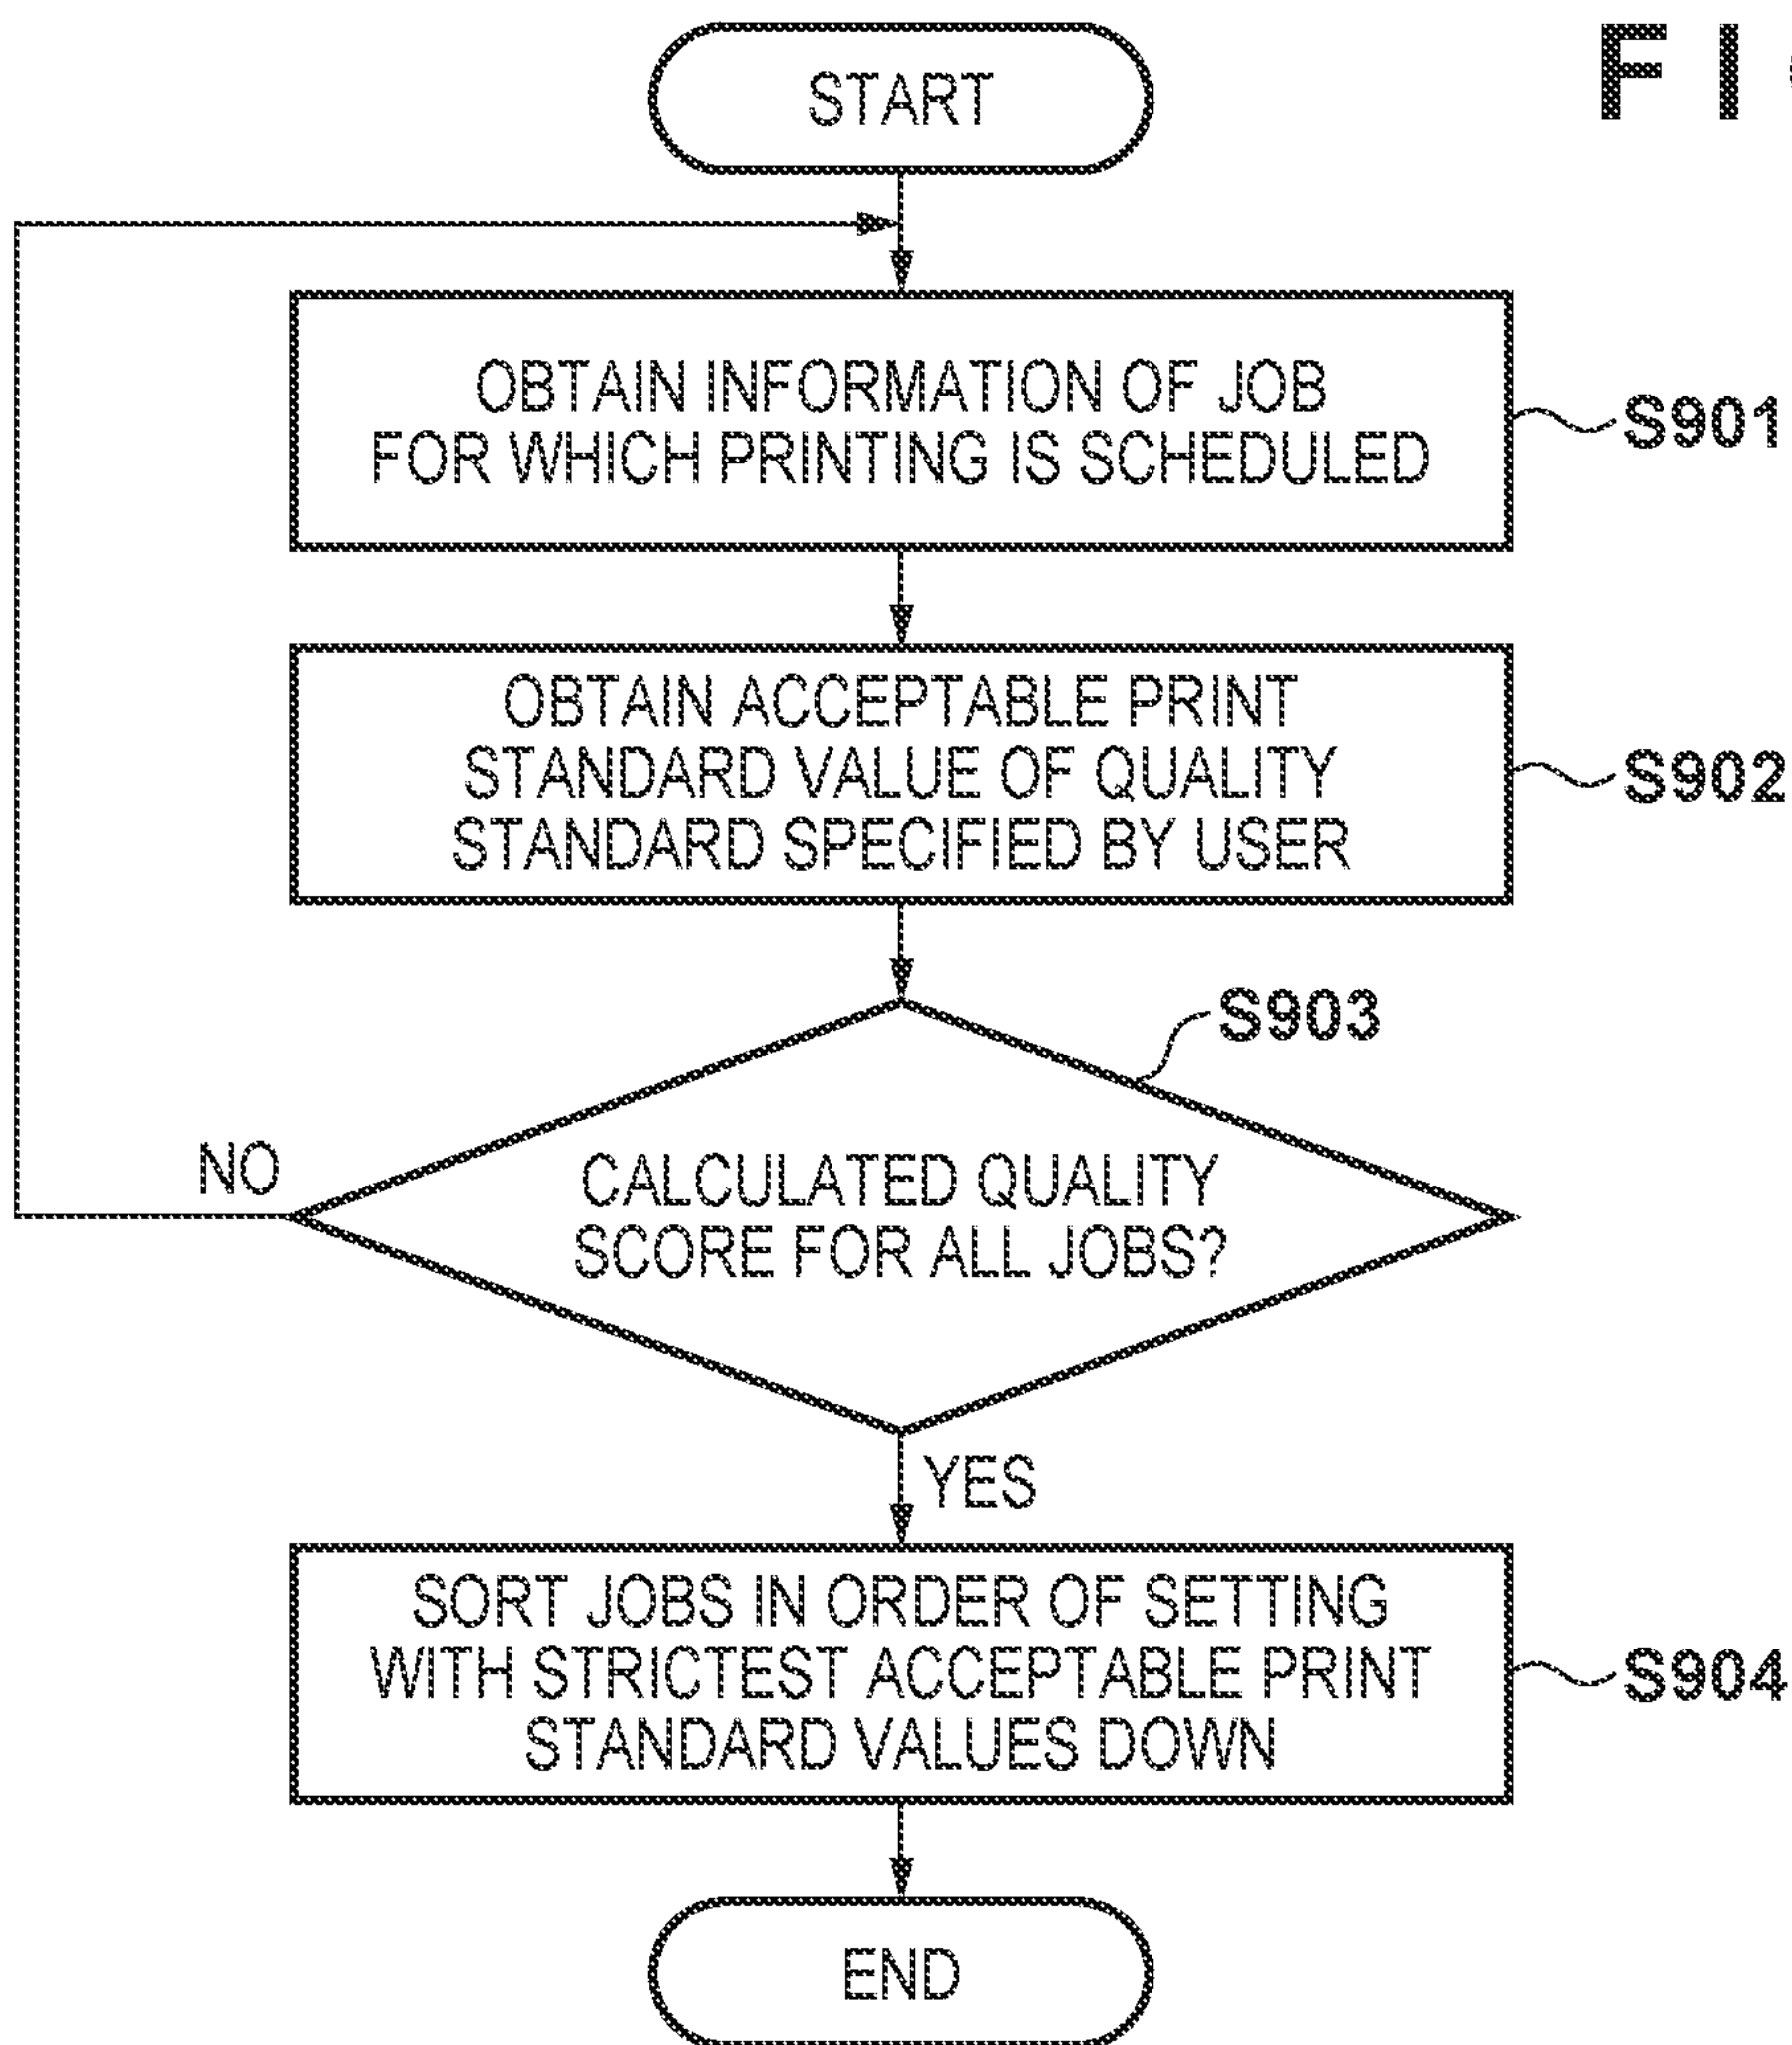 FI
START
OBTAIN INFORMATION OF JOB
FOR WHICH PRINTING IS SCHEDULED
S901
OBTAIN ACCEPTABLE PRINT
STANDARD VALUE OF QUALITY
STANDARD SPECIFIED BY USER
S902
S903
CALCULATED QUALITY
SCORE FOR ALL JOBS?
NO
YES
SORT JOBS IN ORDER OF SETTING
WITH STRICTEST ACCEPTABLE PRINT
STANDARD VALUES DOWN
S904
END